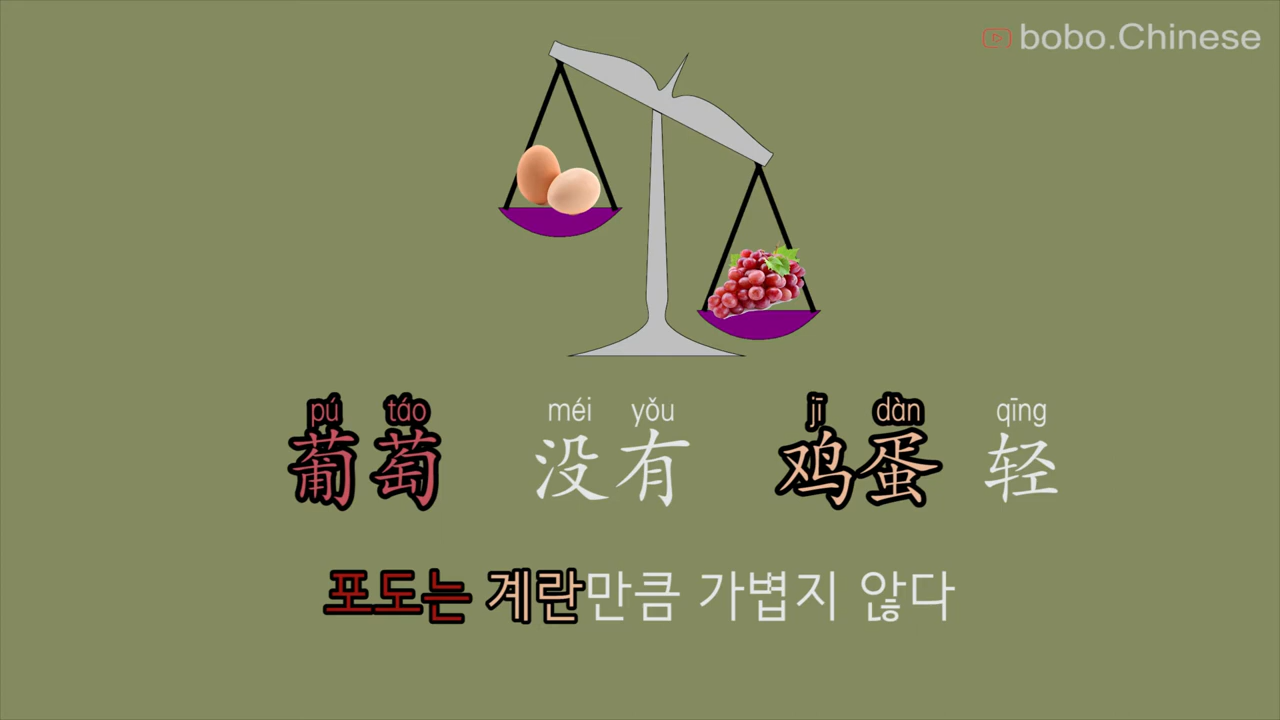 bobo.Chinese
pú táo méi yǒu jī dàn qīng
葡萄 没有 鸡蛋 轻
포도는 계란만큼 가볍지 않다